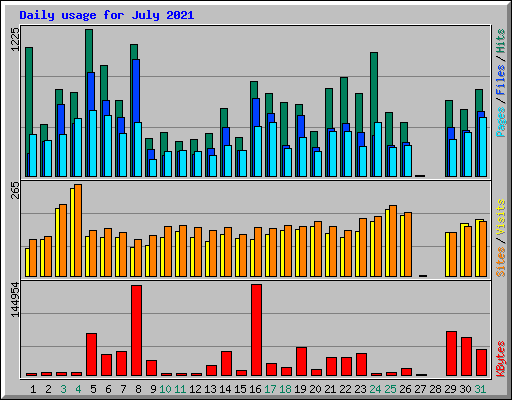 Daily usage for July 2021
1225
Pages / Files / Hits
265
Sites / Visits
144954
KBytes
1 2 3 4 5 6 7 8 9 10 11 12 13 14 15 16 17 18 19 20 21 22 23 24 25 26 27 28 29 30 31